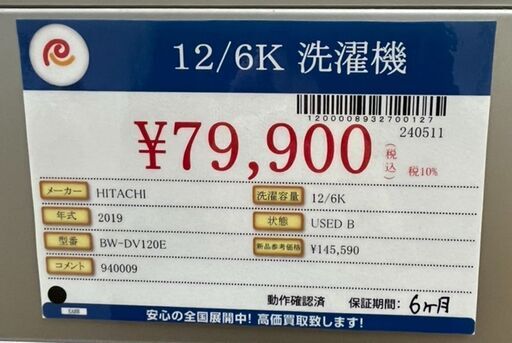 12/6K 洗濯機
1200008932700127
240511
¥79,900 (税込) 税10%
メーカー HITACHI 洗濯容量 12/6K
年式 2019 状態 USED B
型番 BW-DV120E 新品参考価格 ¥145,590
コメント 940009
動作確認済 保証期間: 6ヶ月
安心の全国展開中! 高価買取致します!